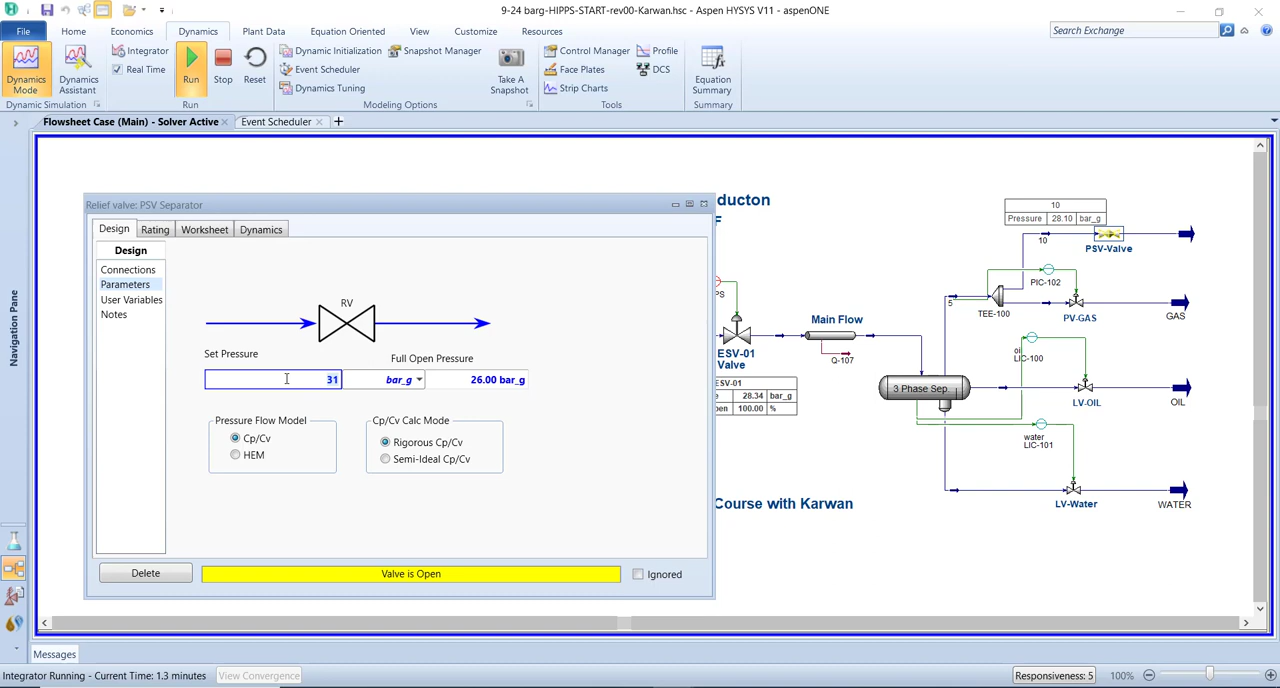 9-24 barg-HIPPS-START-rev00-Karwan.hsc - Aspen HYSYS V11 - aspenONE
File
Home
Economics
Dynamics
Plant Data
Equation Oriented
View
Customize
Resources
Search Exchange
Dynamics Mode
Dynamics Assistant
Integrator
Real Time
Run
Stop
Reset
Dynamic Initialization
Snapshot Manager
Event Scheduler
Dynamics Tuning
Take A Snapshot
Control Manager
Profile
Face Plates
DCS
Strip Charts
Equation Summary
Dynamic Simulation
Run
Modeling Options
Tools
Summary
Flowsheet Case (Main) - Solver Active
Event Scheduler
Navigation Pane
Relief valve: PSV Separator
Design
Rating
Worksheet
Dynamics
Design
Connections
Parameters
User Variables
Notes
RV
Set Pressure
Full Open Pressure
31
bar_g
26.00 bar_g
Pressure Flow Model
Cp/Cv
HEM
Cp/Cv Calc Mode
Rigorous Cp/Cv
Semi-Ideal Cp/Cv
Delete
Valve is Open
Ignored
ducton
F
10
Pressure 28.10 bar_g
10
PSV-Valve
PIC-102
5
TEE-100
PV-GAS
GAS
PS
Main Flow
ESV-01
Valve
Q-107
ESV-01
e 28.34 bar_g
pen 100.00 %
oil
LIC-100
3 Phase Sep.
LV-OIL
OIL
water
LIC-101
LV-Water
WATER
Course with Karwan
Messages
Integrator Running - Current Time: 1.3 minutes
View Convergence
Responsiveness: 5
100%